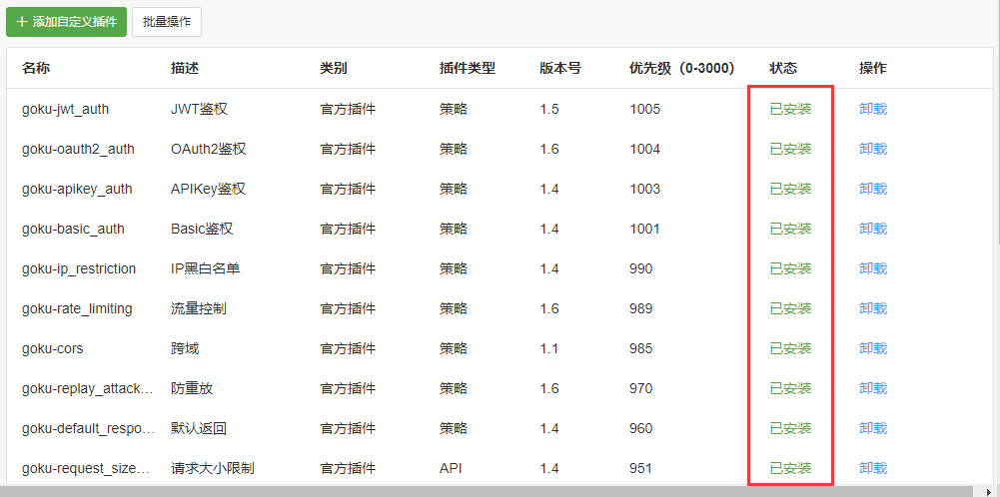 + 添加自定义插件 批量操作
名称 描述 类别 插件类型 版本号 优先级（0-3000） 状态 操作
goku-jwt_auth JWT鉴权 官方插件 策略 1.5 1005 已安装 卸载
goku-oauth2_auth OAuth2鉴权 官方插件 策略 1.6 1004 已安装 卸载
goku-apikey_auth APIKey鉴权 官方插件 策略 1.4 1003 已安装 卸载
goku-basic_auth Basic鉴权 官方插件 策略 1.4 1001 已安装 卸载
goku-ip_restriction IP黑白名单 官方插件 策略 1.4 990 已安装 卸载
goku-rate_limiting 流量控制 官方插件 策略 1.6 989 已安装 卸载
goku-cors 跨域 官方插件 策略 1.1 985 已安装 卸载
goku-replay_attack... 防重放 官方插件 策略 1.6 970 已安装 卸载
goku-default_respo... 默认返回 官方插件 策略 1.4 960 已安装 卸载
goku-request_size... 请求大小限制 官方插件 API 1.4 951 已安装 卸载